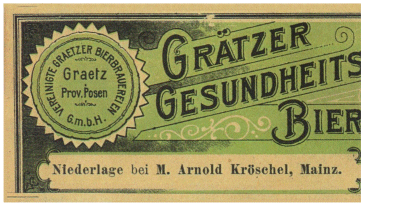 VEREINIGTE GRAETZER BIERBRAUEREIEN
Graetz
Prov. Posen
G.m.b.H.
GRÄTZER
GESUNDHEITS
BIER
Niederlage bei M. Arnold Kröschel, Mainz.